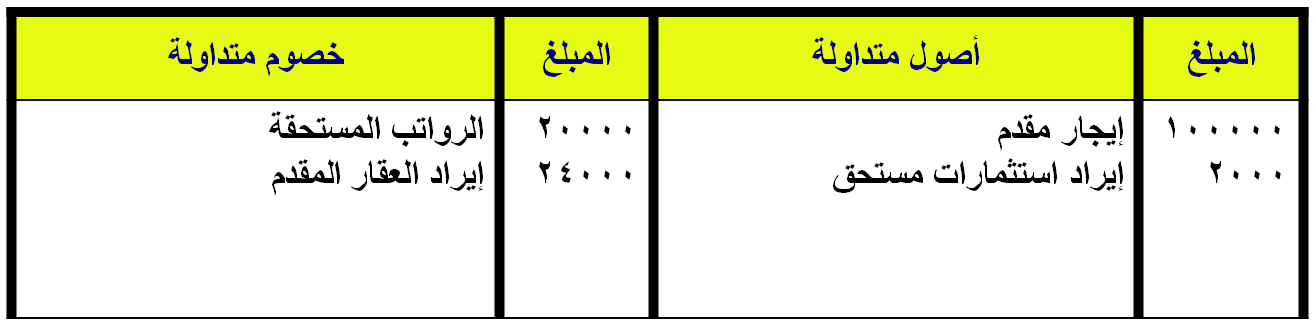 المبلغ أصول متداولة المبلغ خصوم متداولة
١٠٠٠٠٠ إيجار مقدم ٢٠٠٠٠ الرواتب المستحقة
٢٠٠٠ إيراد استثمارات مستحق ٢٤٠٠٠ إيراد العقار المقدم